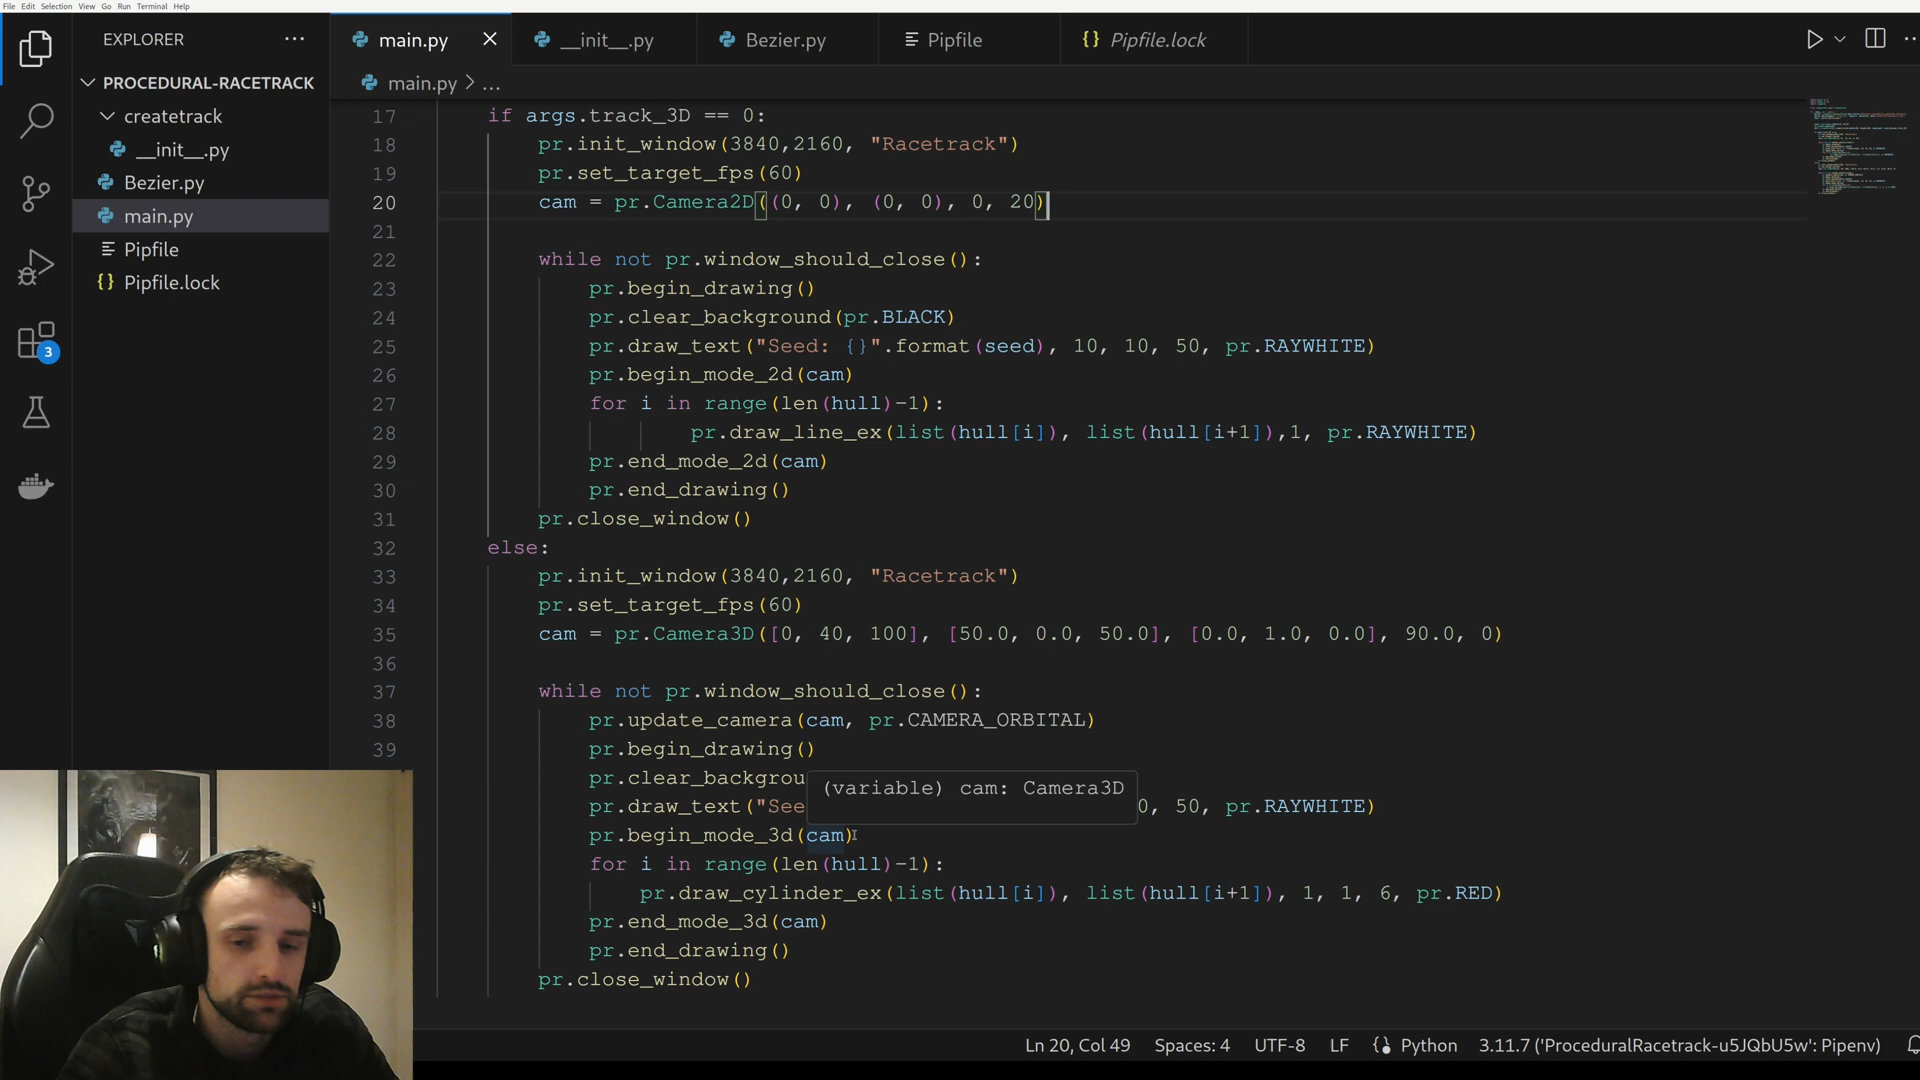 File Edit Selection View Go Run Terminal Help
EXPLORER
PROCEDURAL-RACETRACK
createtrack
__init__.py
Bezier.py
main.py
Pipfile
{} Pipfile.lock
3
main.py
__init__.py
Bezier.py
Pipfile
{} Pipfile.lock
main.py > ...
17 if args.track_3D == 0:
18 pr.init_window(3840,2160, "Racetrack")
19 pr.set_target_fps(60)
20 cam = pr.Camera2D((0, 0), (0, 0), 0, 20)
21
22 while not pr.window_should_close():
23 pr.begin_drawing()
24 pr.clear_background(pr.BLACK)
25 pr.draw_text("Seed: {}".format(seed), 10, 10, 50, pr.RAYWHITE)
26 pr.begin_mode_2d(cam)
27 for i in range(len(hull)-1):
28 pr.draw_line_ex(list(hull[i]), list(hull[i+1]),1, pr.RAYWHITE)
29 pr.end_mode_2d(cam)
30 pr.end_drawing()
31 pr.close_window()
32 else:
33 pr.init_window(3840,2160, "Racetrack")
34 pr.set_target_fps(60)
35 cam = pr.Camera3D([0, 40, 100], [50.0, 0.0, 50.0], [0.0, 1.0, 0.0], 90.0, 0)
36
37 while not pr.window_should_close():
38 pr.update_camera(cam, pr.CAMERA_ORBITAL)
39 pr.begin_drawing()
pr.clear_backgrou
(variable) cam: Camera3D
pr.draw_text("See 0, 50, pr.RAYWHITE)
pr.begin_mode_3d(cam)
for i in range(len(hull)-1):
pr.draw_cylinder_ex(list(hull[i]), list(hull[i+1]), 1, 1, 6, pr.RED)
pr.end_mode_3d(cam)
pr.end_drawing()
pr.close_window()
Ln 20, Col 49 Spaces: 4 UTF-8 LF {} Python 3.11.7 ('ProceduralRacetrack-u5JQbU5w': Pipenv)